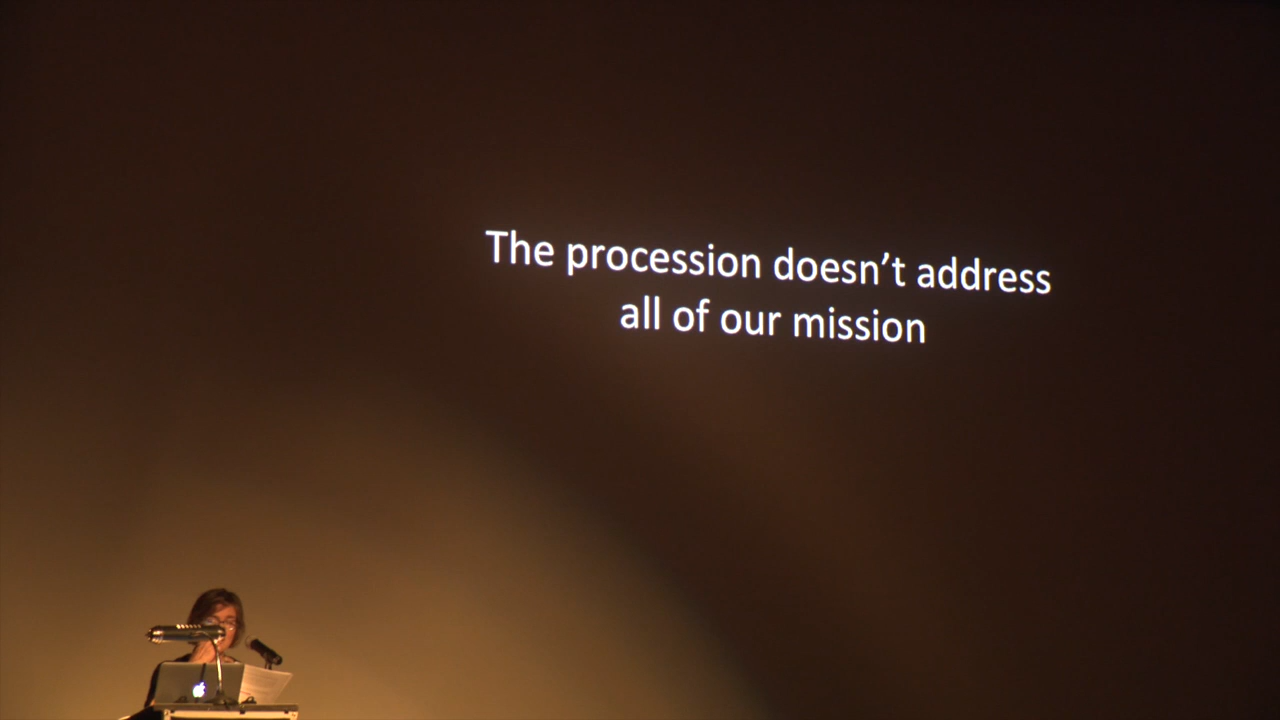 The procession doesn’t address
all of our mission